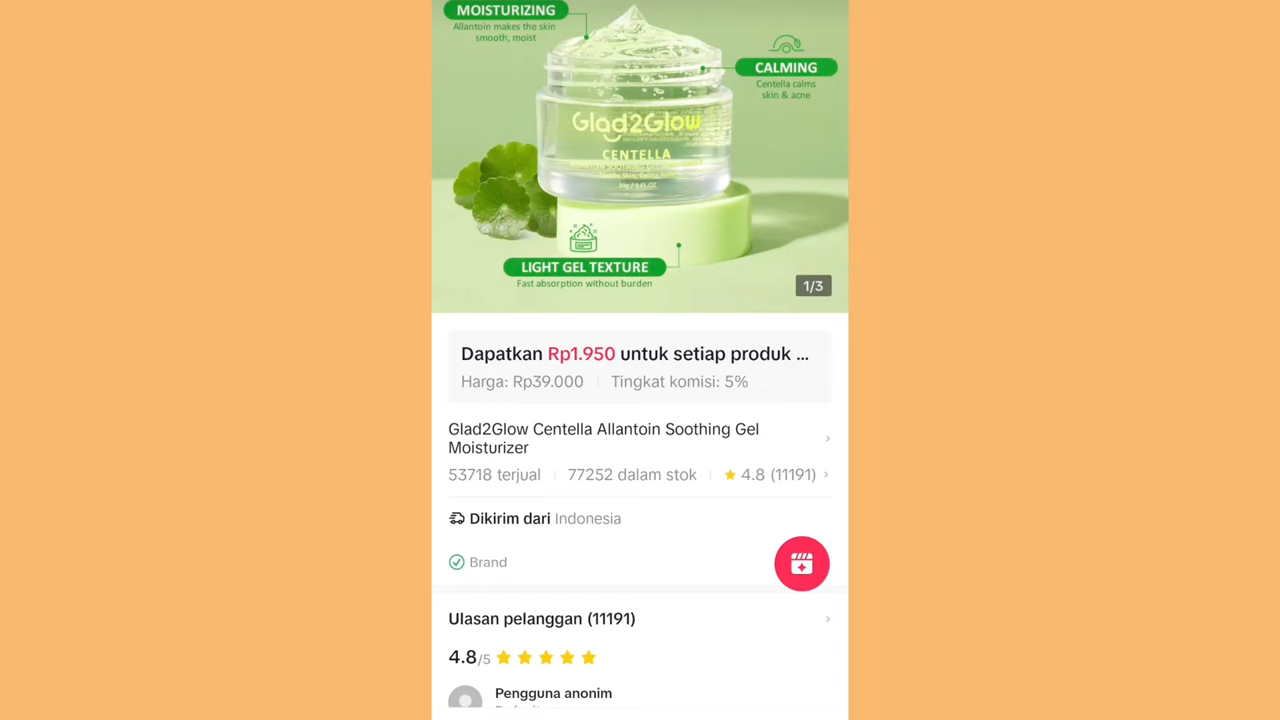 MOISTURIZING
Allantoin makes the skin
smooth, moist
CALMING
Centella calms
skin & acne
Glad2Glow
CENTELLA
LIGHT GEL TEXTURE
Fast absorption without burden
1/3
Dapatkan Rp1.950 untuk setiap produk ...
Harga: Rp39.000 Tingkat komisi: 5%
Glad2Glow Centella Allantoin Soothing Gel
Moisturizer
53718 terjual 77252 dalam stok 4.8 (11191)
Dikirim dari Indonesia
Brand
Ulasan pelanggan (11191)
4.8/5
Pengguna anonim